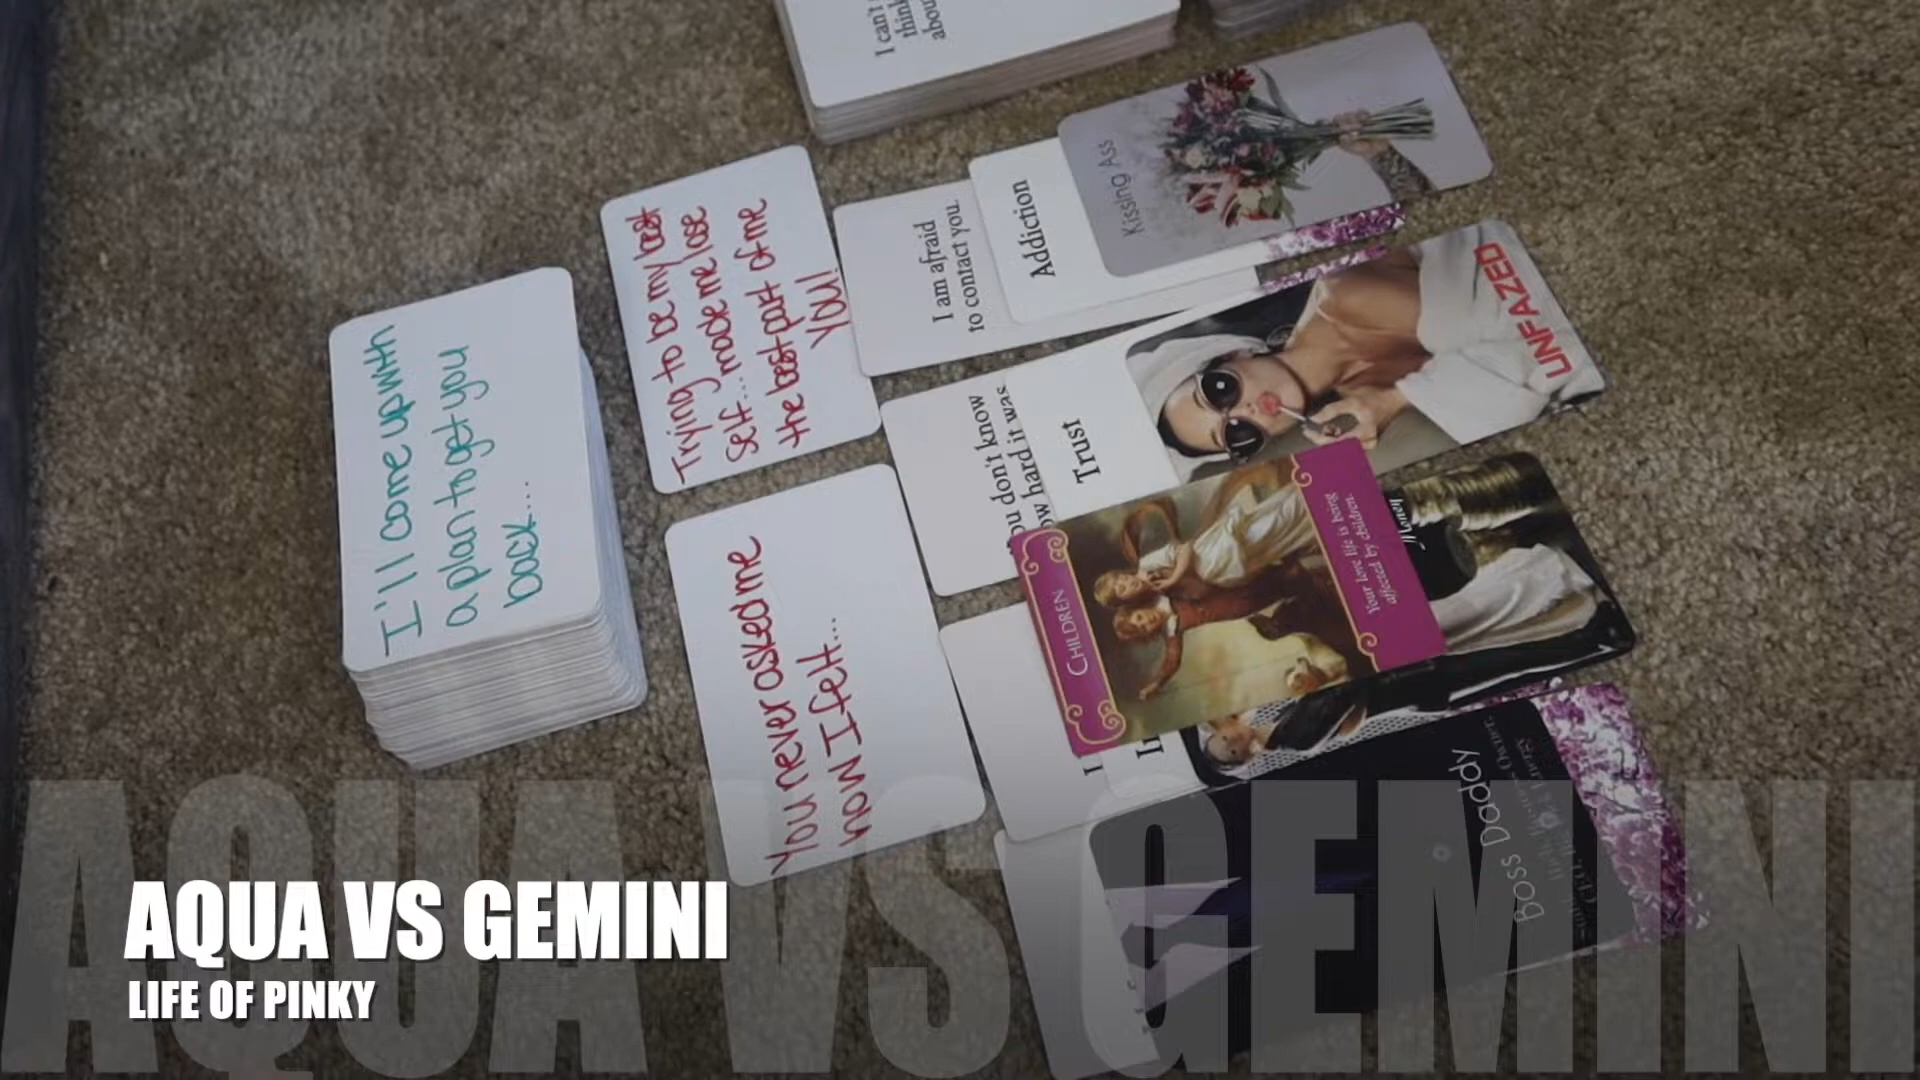 I can't
think
abou
Kissing Ass
Addiction
I am afraid
to contact you.
Trying to be my best
self... made me lose
the best part of me
YOU!
I'll come up with
a plan to get you
back...
UNFAZED
Trust
ou don't know
ow hard it was
Money
CHILDREN
Your love life is being
affected by children.
You never asked me
how I felt...
I
Boss Daddy
AQUA VS GEMINI
AQUA VS GEMINI
LIFE OF PINKY